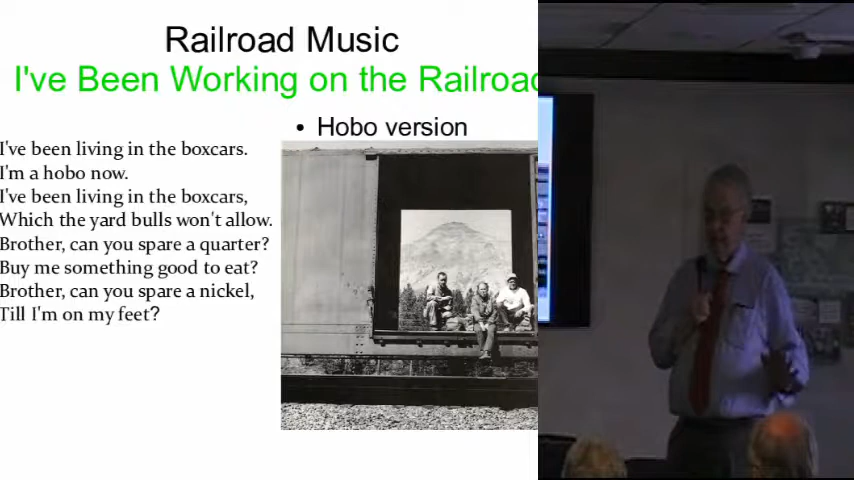 Railroad Music
I've Been Working on the Railroad
• Hobo version
I've been living in the boxcars.
I'm a hobo now.
I've been living in the boxcars,
Which the yard bulls won't allow.
Brother, can you spare a quarter?
Buy me something good to eat?
Brother, can you spare a nickel,
Till I'm on my feet?